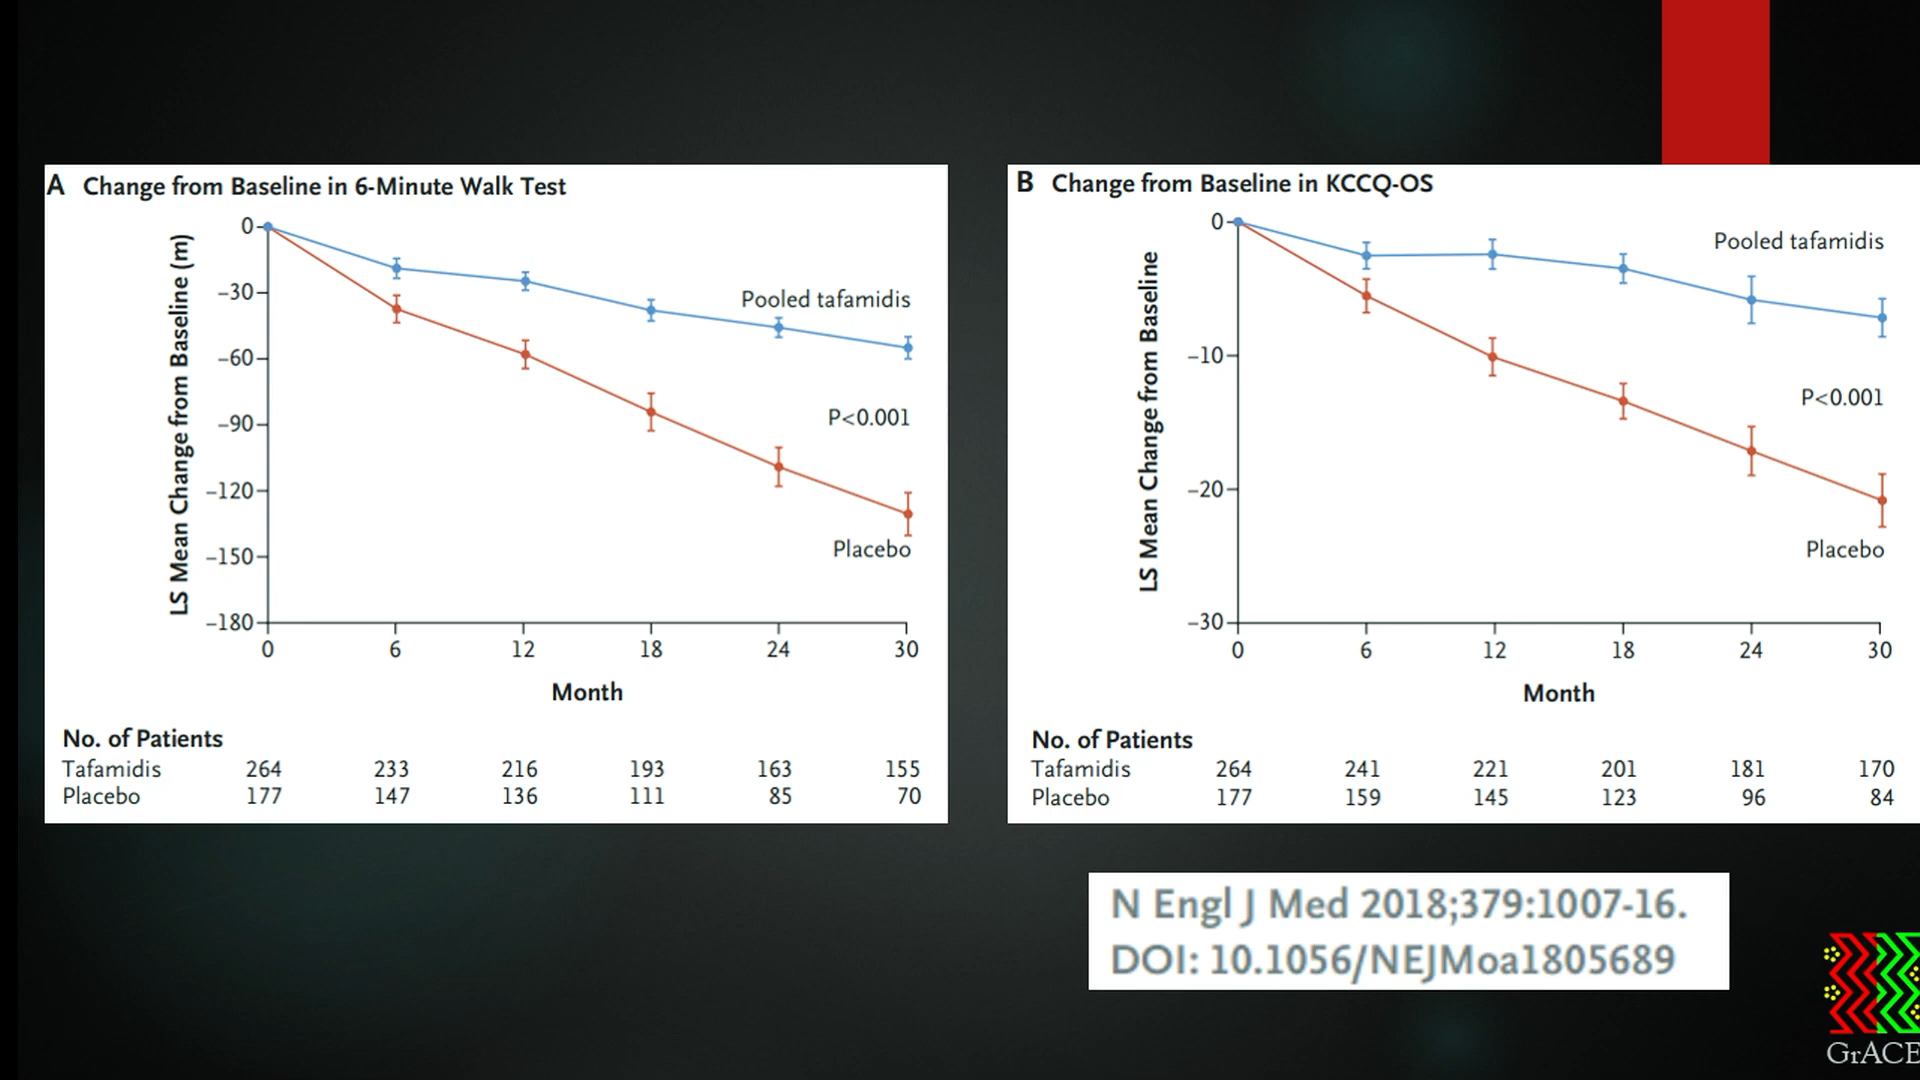 A Change from Baseline in 6-Minute Walk Test
LS Mean Change from Baseline (m)
0
–30
–60
–90
–120
–150
–180
Pooled tafamidis
P<0.001
Placebo
0 6 12 18 24 30
Month
No. of Patients
Tafamidis 264 233 216 193 163 155
Placebo 177 147 136 111 85 70
B Change from Baseline in KCCQ-OS
LS Mean Change from Baseline
0
–10
–20
–30
Pooled tafamidis
P<0.001
Placebo
0 6 12 18 24 30
Month
No. of Patients
Tafamidis 264 241 221 201 181 170
Placebo 177 159 145 123 96 84
N Engl J Med 2018;379:1007-16.
DOI: 10.1056/NEJMoa1805689
GrACE